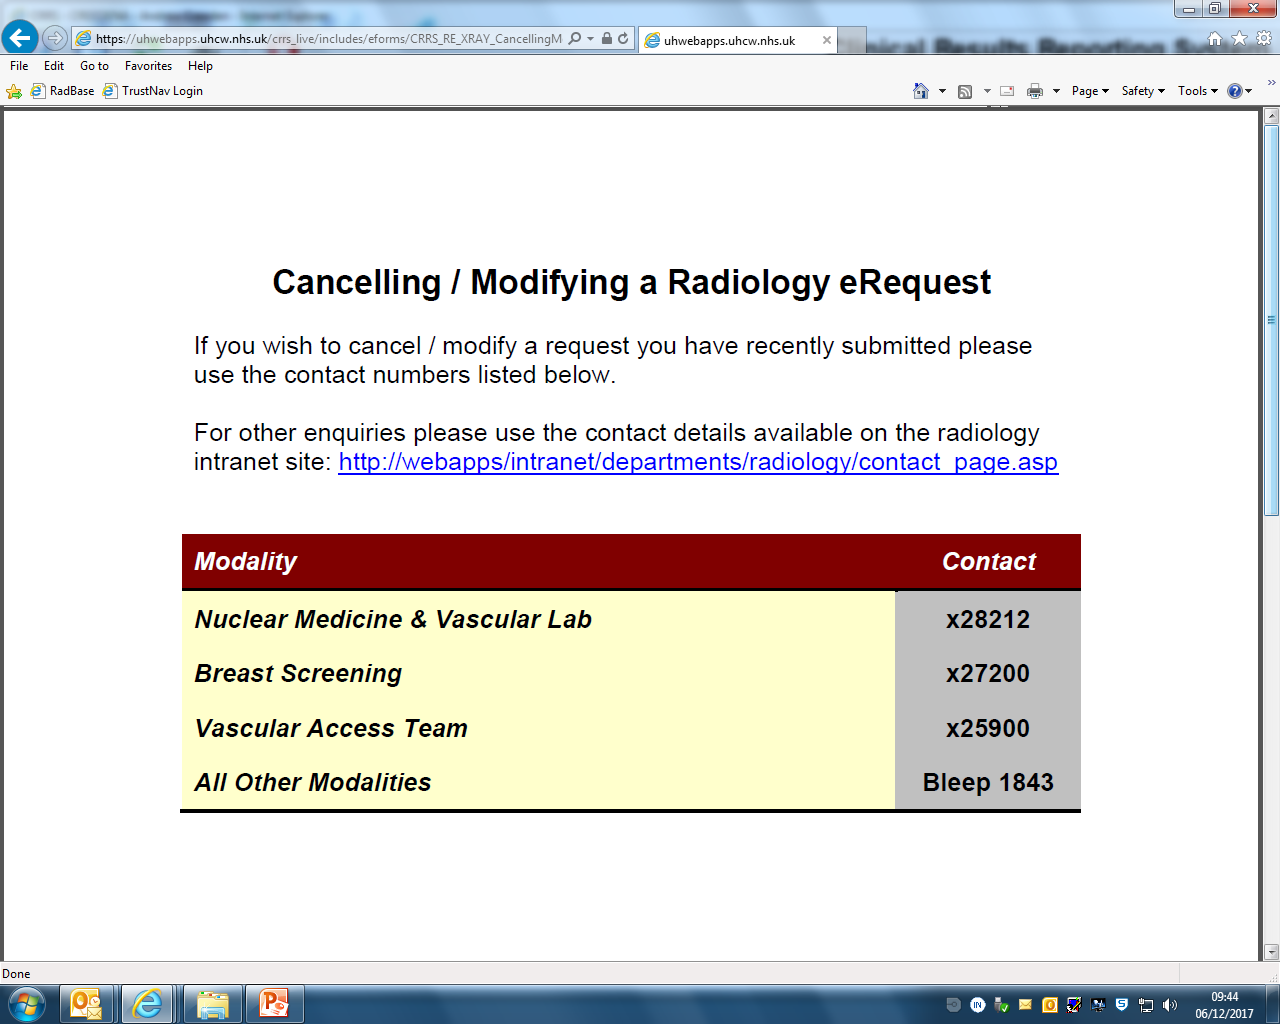 https://uhwebapps.uhcw.nhs.uk/crrs_live/includes/eforms/CRRS_RE_XRAY_CancellingM
uhwebapps.uhcw.nhs.uk
File Edit Go to Favorites Help
RadBase TrustNav Login
Page Safety Tools
Cancelling / Modifying a Radiology eRequest
If you wish to cancel / modify a request you have recently submitted please
use the contact numbers listed below.
For other enquiries please use the contact details available on the radiology
intranet site: http://webapps/intranet/departments/radiology/contact_page.asp
Modality Contact
Nuclear Medicine & Vascular Lab x28212
Breast Screening x27200
Vascular Access Team x25900
All Other Modalities Bleep 1843
Done
09:44
06/12/2017